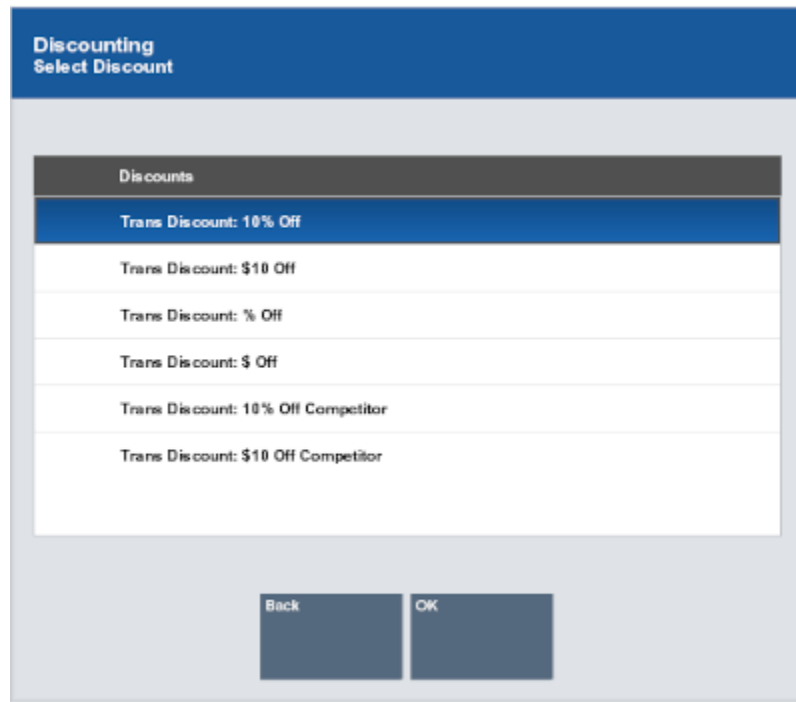 Discounting
Select Discount
Discounts
Trans Discount: 10% Off
Trans Discount: $10 Off
Trans Discount: % Off
Trans Discount: $ Off
Trans Discount: 10% Off Competitor
Trans Discount: $10 Off Competitor
Back
OK